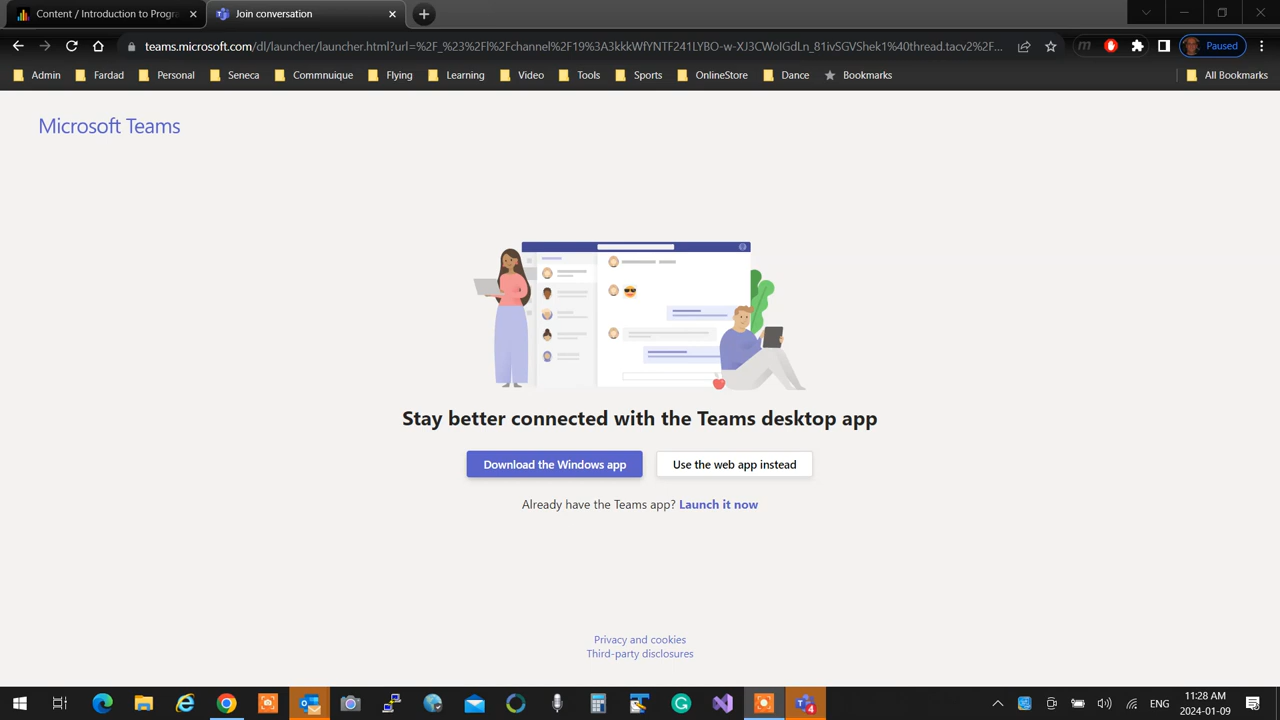 Content / Introduction to Progra
Join conversation
teams.microsoft.com/dl/launcher/launcher.html?url=%2F_%23%2Fl%2Fchannel%2F19%3A3kkkWfYNTF241LYBO-w-XJ3CWoIGdLn_81ivSGVShek1%40thread.tacv2%2F...
Paused
Admin Fardad Personal Seneca Commnuique Flying Learning Video Tools Sports OnlineStore Dance Bookmarks All Bookmarks
Microsoft Teams
Stay better connected with the Teams desktop app
Download the Windows app Use the web app instead
Already have the Teams app? Launch it now
Privacy and cookies
Third-party disclosures
4
ENG
11:28 AM
2024-01-09